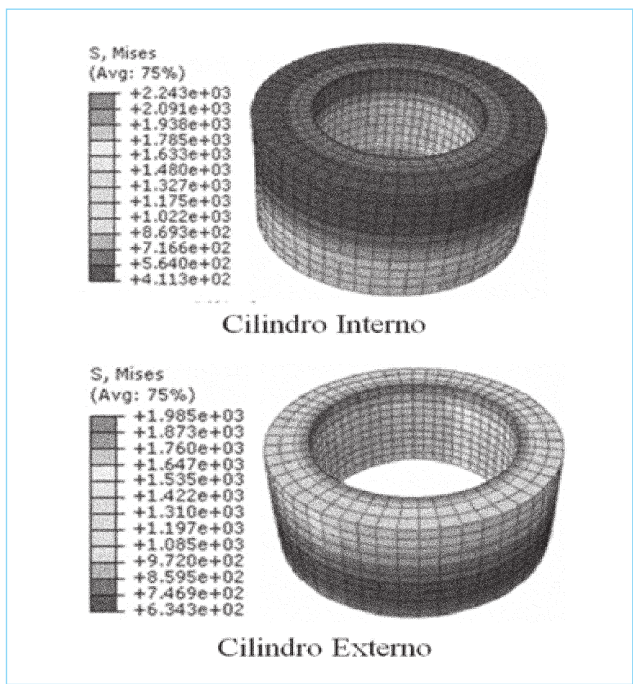 S, Mises
(Avg: 75%)
+2.243e+03
+2.091e+03
+1.938e+03
+1.785e+03
+1.633e+03
+1.480e+03
+1.327e+03
+1.175e+03
+1.022e+03
+8.693e+02
+7.166e+02
+5.640e+02
+4.113e+02
Cilindro Interno
S, Mises
(Avg: 75%)
+1.985e+03
+1.873e+03
+1.760e+03
+1.647e+03
+1.535e+03
+1.422e+03
+1.310e+03
+1.197e+03
+1.085e+03
+9.720e+02
+8.595e+02
+7.469e+02
+6.343e+02
Cilindro Externo